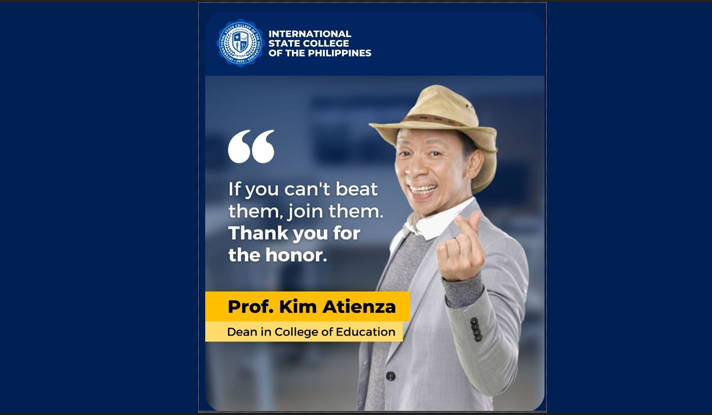 INTERNATIONAL
STATE COLLEGE
OF THE PHILIPPINES
“
If you can't beat
them, join them.
Thank you for
the honor.
Prof. Kim Atienza
Dean in College of Education